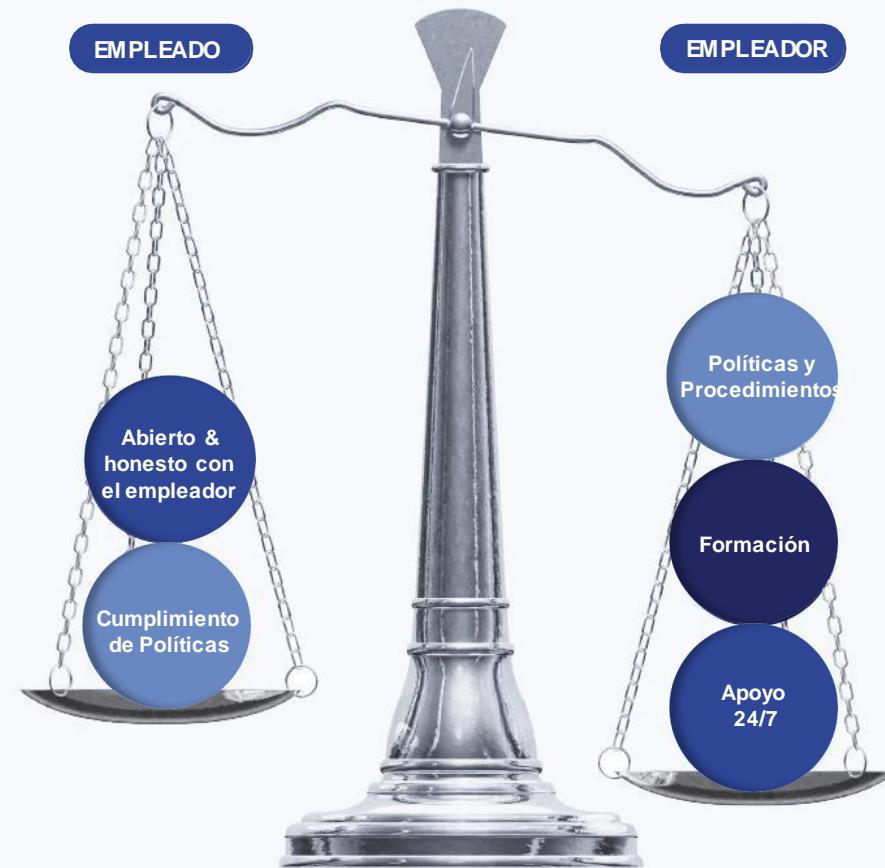 EMPLEADO
EMPLEADOR
Abierto &
honesto con
el empleador
Cumplimiento
de Políticas
Políticas y
Procedimientos
Formación
Apoyo
24/7